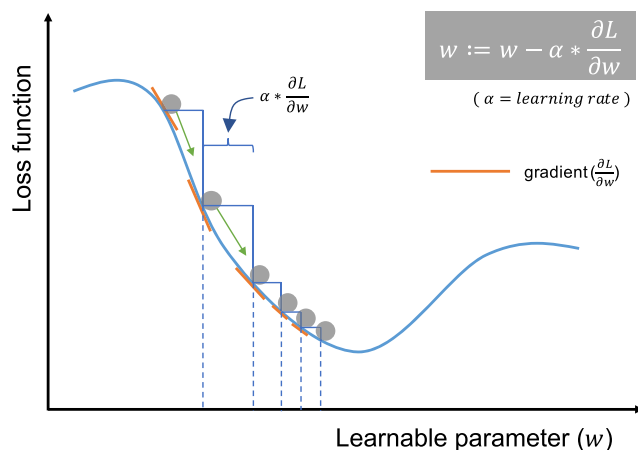 w := w − α * ∂L/∂w
( α = learning rate )
α * ∂L/∂w
gradient (∂L/∂w)
Loss function
Learnable parameter (w)